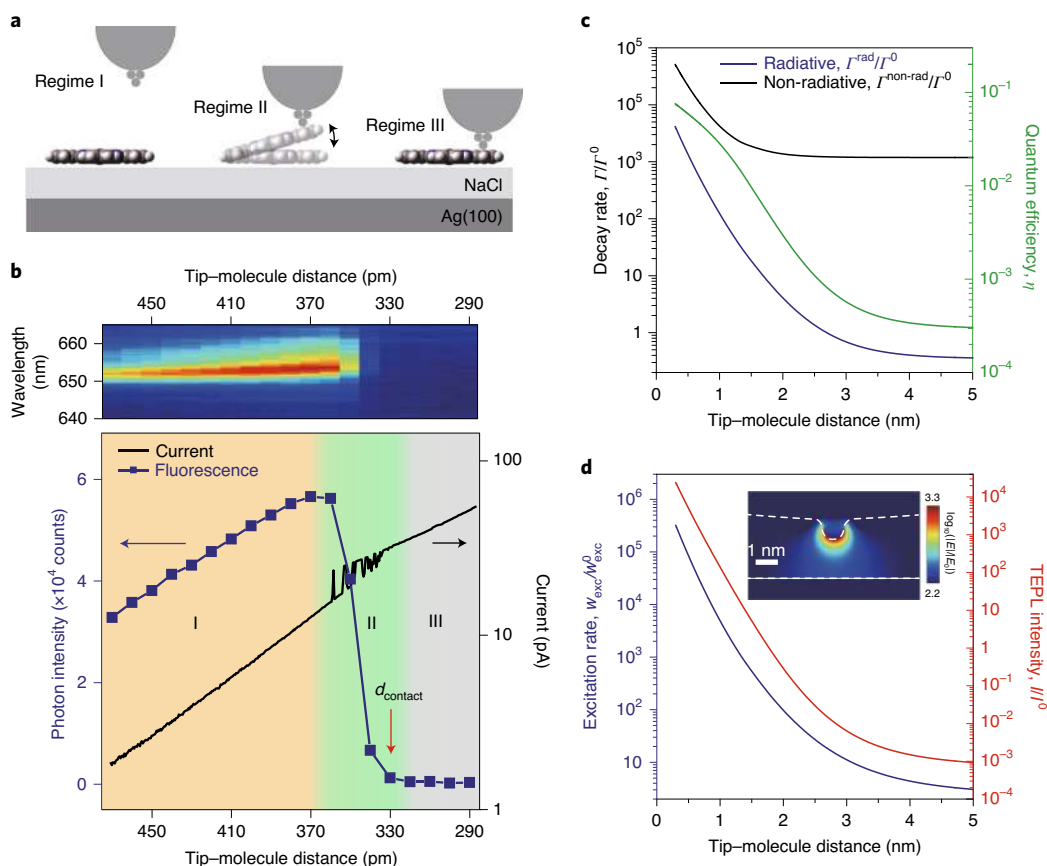 a
Regime I
Regime II
Regime III
NaCl
Ag(100)
b
Tip–molecule distance (pm)
450 410 370 330 290
Wavelength (nm)
660
650
640
Current
Fluorescence
Photon intensity (×10⁴ counts)
6
4
2
0
I
II
III
d_contact
100
10
1
Current (pA)
450 410 370 330 290
Tip–molecule distance (pm)
c
Radiative, Γ^rad/Γ^0
Non-radiative, Γ^non-rad/Γ^0
Decay rate, Γ/Γ^0
10⁵
10⁵
10³
10²
10
1
10⁻¹
10⁻²
10⁻³
10⁻⁴
Quantum efficiency, η
0 1 2 3 4 5
Tip–molecule distance (nm)
d
Excitation rate, w_exc/w^0_exc
10⁶
10⁵
10⁴
10³
10²
10
1 nm
3.3
2.2
log₁₀(|E|/|E₀|)
10⁴
10³
10²
10¹
1
10⁻¹
10⁻²
10⁻³
10⁻⁴
TEPL intensity, I/I^0
0 1 2 3 4 5
Tip–molecule distance (nm)